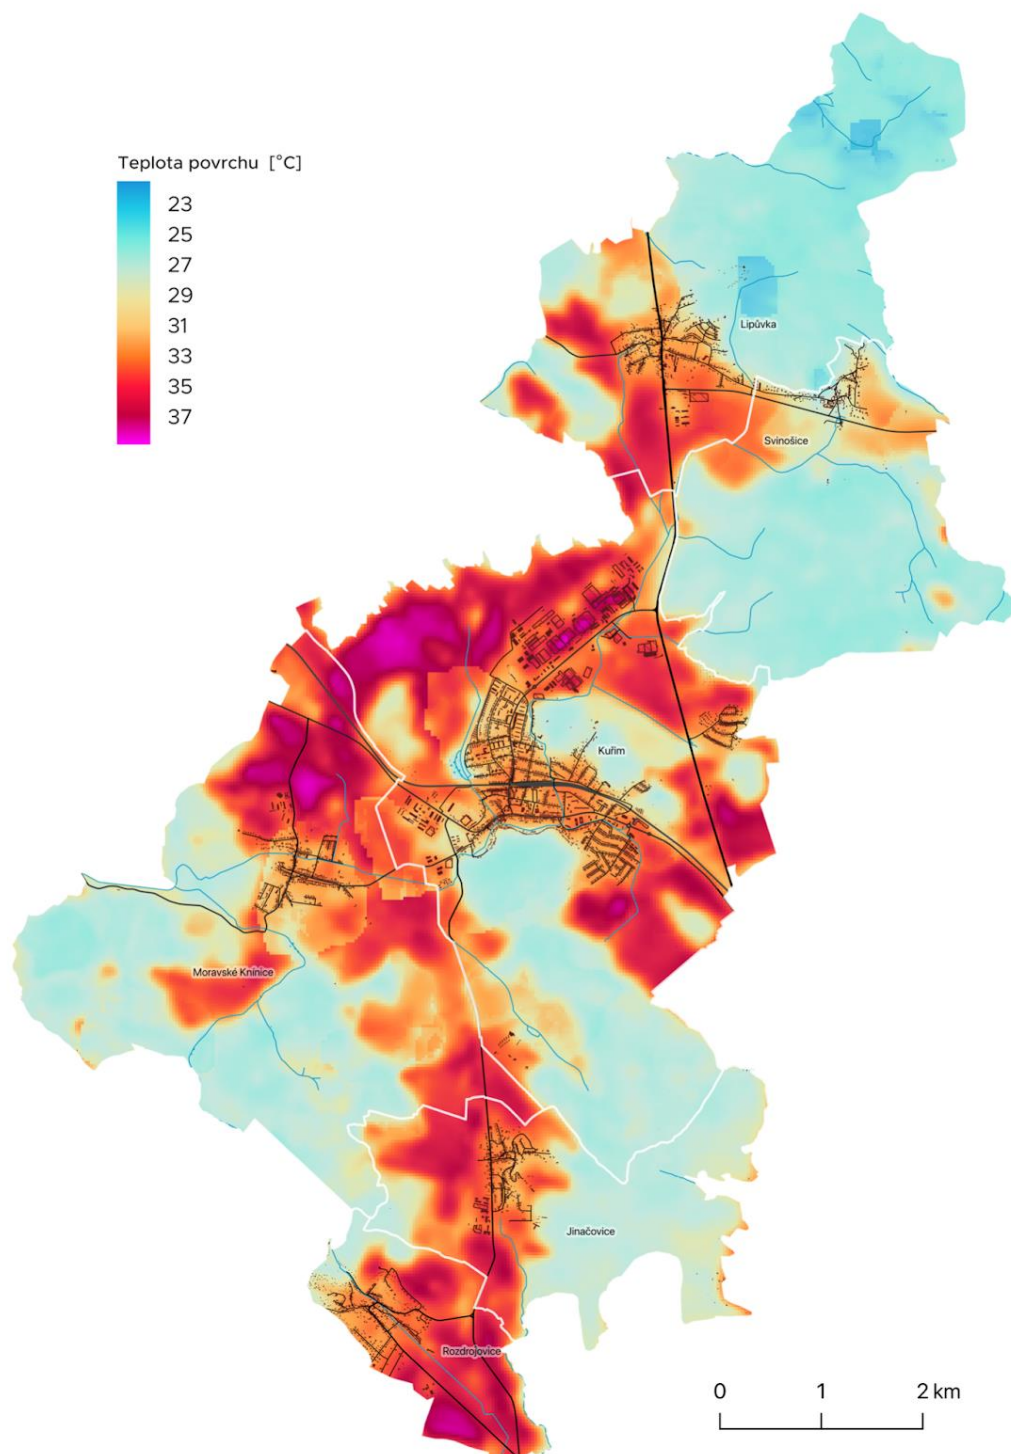 Teplota povrchu [°C]
23
25
27
29
31
33
35
37
Lipůvka
Svinošice
Kuřim
Moravské Knínice
Jinačovice
Rozdrojovice
0 1 2 km